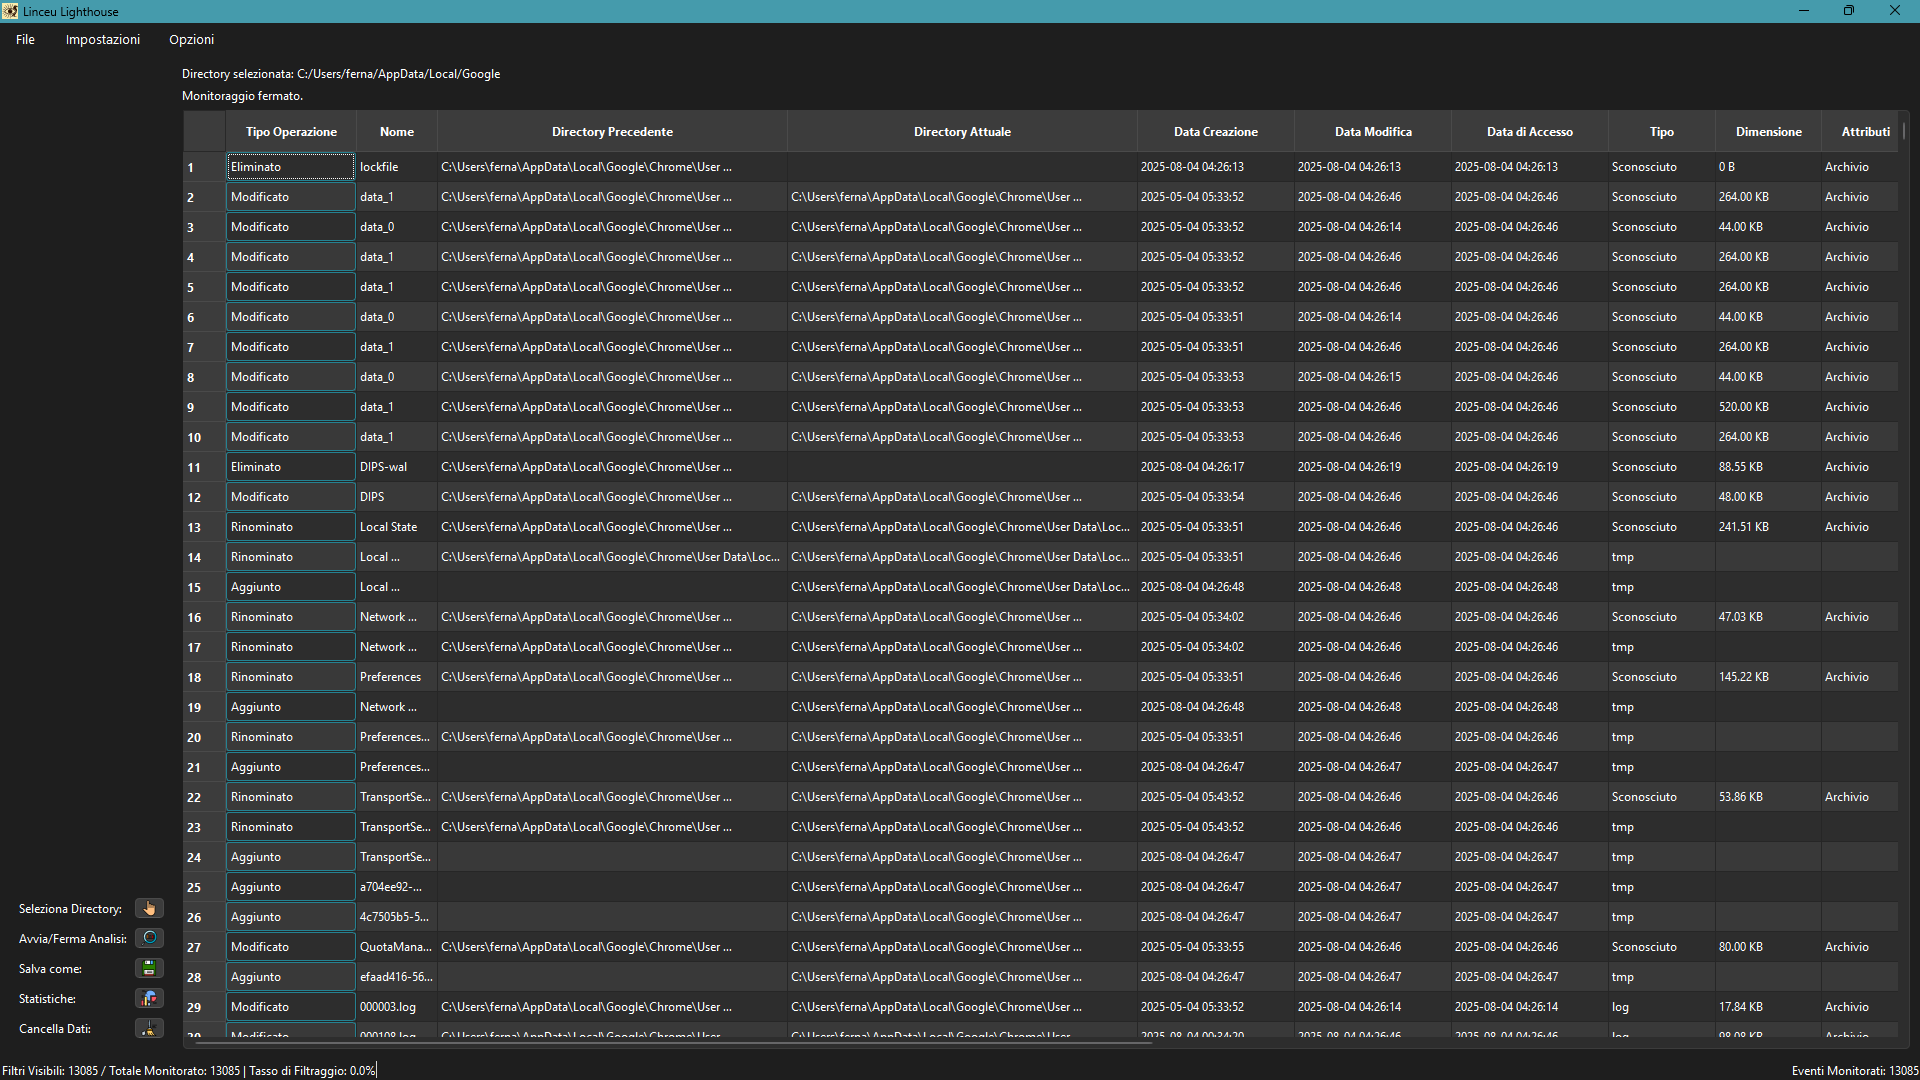 Linceu Lighthouse
File Impostazioni Opzioni
Directory selezionata: C:/Users/ferna/AppData/Local/Google
Monitoraggio fermato.
Tipo Operazione Nome Directory Precedente Directory Attuale Data Creazione Data Modifica Data di Accesso Tipo Dimensione Attributi
1 Eliminato lockfile C:\Users\ferna\AppData\Local\Google\Chrome\User ... 2025-08-04 04:26:13 2025-08-04 04:26:13 2025-08-04 04:26:13 Sconosciuto 0 B Archivio
2 Modificato data_1 C:\Users\ferna\AppData\Local\Google\Chrome\User ... C:\Users\ferna\AppData\Local\Google\Chrome\User ... 2025-05-04 05:33:52 2025-08-04 04:26:46 2025-08-04 04:26:46 Sconosciuto 264.00 KB Archivio
3 Modificato data_0 C:\Users\ferna\AppData\Local\Google\Chrome\User ... C:\Users\ferna\AppData\Local\Google\Chrome\User ... 2025-05-04 05:33:52 2025-08-04 04:26:14 2025-08-04 04:26:46 Sconosciuto 44.00 KB Archivio
4 Modificato data_1 C:\Users\ferna\AppData\Local\Google\Chrome\User ... C:\Users\ferna\AppData\Local\Google\Chrome\User ... 2025-05-04 05:33:52 2025-08-04 04:26:46 2025-08-04 04:26:46 Sconosciuto 264.00 KB Archivio
5 Modificato data_1 C:\Users\ferna\AppData\Local\Google\Chrome\User ... C:\Users\ferna\AppData\Local\Google\Chrome\User ... 2025-05-04 05:33:52 2025-08-04 04:26:46 2025-08-04 04:26:46 Sconosciuto 264.00 KB Archivio
6 Modificato data_0 C:\Users\ferna\AppData\Local\Google\Chrome\User ... C:\Users\ferna\AppData\Local\Google\Chrome\User ... 2025-05-04 05:33:51 2025-08-04 04:26:14 2025-08-04 04:26:46 Sconosciuto 44.00 KB Archivio
7 Modificato data_1 C:\Users\ferna\AppData\Local\Google\Chrome\User ... C:\Users\ferna\AppData\Local\Google\Chrome\User ... 2025-05-04 05:33:51 2025-08-04 04:26:46 2025-08-04 04:26:46 Sconosciuto 264.00 KB Archivio
8 Modificato data_0 C:\Users\ferna\AppData\Local\Google\Chrome\User ... C:\Users\ferna\AppData\Local\Google\Chrome\User ... 2025-05-04 05:33:53 2025-08-04 04:26:15 2025-08-04 04:26:46 Sconosciuto 44.00 KB Archivio
9 Modificato data_1 C:\Users\ferna\AppData\Local\Google\Chrome\User ... C:\Users\ferna\AppData\Local\Google\Chrome\User ... 2025-05-04 05:33:53 2025-08-04 04:26:46 2025-08-04 04:26:46 Sconosciuto 520.00 KB Archivio
10 Modificato data_1 C:\Users\ferna\AppData\Local\Google\Chrome\User ... C:\Users\ferna\AppData\Local\Google\Chrome\User ... 2025-05-04 05:33:53 2025-08-04 04:26:46 2025-08-04 04:26:46 Sconosciuto 264.00 KB Archivio
11 Eliminato DIPS-wal C:\Users\ferna\AppData\Local\Google\Chrome\User ... 2025-08-04 04:26:17 2025-08-04 04:26:19 2025-08-04 04:26:19 Sconosciuto 88.55 KB Archivio
12 Modificato DIPS C:\Users\ferna\AppData\Local\Google\Chrome\User ... C:\Users\ferna\AppData\Local\Google\Chrome\User ... 2025-05-04 05:33:54 2025-08-04 04:26:46 2025-08-04 04:26:46 Sconosciuto 48.00 KB Archivio
13 Rinominato Local State C:\Users\ferna\AppData\Local\Google\Chrome\User ... C:\Users\ferna\AppData\Local\Google\Chrome\User Data\Loc... 2025-05-04 05:33:51 2025-08-04 04:26:46 2025-08-04 04:26:46 Sconosciuto 241.51 KB Archivio
14 Rinominato Local ... C:\Users\ferna\AppData\Local\Google\Chrome\User Data\Loc... C:\Users\ferna\AppData\Local\Google\Chrome\User Data\Loc... 2025-05-04 05:33:51 2025-08-04 04:26:46 2025-08-04 04:26:46 tmp
15 Aggiunto Local ... C:\Users\ferna\AppData\Local\Google\Chrome\User Data\Loc... 2025-08-04 04:26:48 2025-08-04 04:26:48 2025-08-04 04:26:48 tmp
16 Rinominato Network ... C:\Users\ferna\AppData\Local\Google\Chrome\User ... C:\Users\ferna\AppData\Local\Google\Chrome\User ... 2025-05-04 05:34:02 2025-08-04 04:26:46 2025-08-04 04:26:46 Sconosciuto 47.03 KB Archivio
17 Rinominato Network ... C:\Users\ferna\AppData\Local\Google\Chrome\User ... C:\Users\ferna\AppData\Local\Google\Chrome\User ... 2025-05-04 05:34:02 2025-08-04 04:26:46 2025-08-04 04:26:46 tmp
18 Rinominato Preferences C:\Users\ferna\AppData\Local\Google\Chrome\User ... C:\Users\ferna\AppData\Local\Google\Chrome\User ... 2025-05-04 05:33:51 2025-08-04 04:26:46 2025-08-04 04:26:46 Sconosciuto 145.22 KB Archivio
19 Aggiunto Network ... C:\Users\ferna\AppData\Local\Google\Chrome\User ... 2025-08-04 04:26:48 2025-08-04 04:26:48 2025-08-04 04:26:48 tmp
20 Rinominato Preferences... C:\Users\ferna\AppData\Local\Google\Chrome\User ... C:\Users\ferna\AppData\Local\Google\Chrome\User ... 2025-05-04 05:33:51 2025-08-04 04:26:46 2025-08-04 04:26:46 tmp
21 Aggiunto Preferences... C:\Users\ferna\AppData\Local\Google\Chrome\User ... 2025-08-04 04:26:47 2025-08-04 04:26:47 2025-08-04 04:26:47 tmp
22 Rinominato TransportSe... C:\Users\ferna\AppData\Local\Google\Chrome\User ... C:\Users\ferna\AppData\Local\Google\Chrome\User ... 2025-05-04 05:43:52 2025-08-04 04:26:46 2025-08-04 04:26:46 Sconosciuto 53.86 KB Archivio
23 Rinominato TransportSe... C:\Users\ferna\AppData\Local\Google\Chrome\User ... C:\Users\ferna\AppData\Local\Google\Chrome\User ... 2025-05-04 05:43:52 2025-08-04 04:26:46 2025-08-04 04:26:46 tmp
24 Aggiunto TransportSe... C:\Users\ferna\AppData\Local\Google\Chrome\User ... 2025-08-04 04:26:47 2025-08-04 04:26:47 2025-08-04 04:26:47 tmp
25 Aggiunto a704ee92-... C:\Users\ferna\AppData\Local\Google\Chrome\User ... 2025-08-04 04:26:47 2025-08-04 04:26:47 2025-08-04 04:26:47 tmp
26 Aggiunto 4c7505b5-5... C:\Users\ferna\AppData\Local\Google\Chrome\User ... 2025-08-04 04:26:47 2025-08-04 04:26:47 2025-08-04 04:26:47 tmp
27 Modificato QuotaMana... C:\Users\ferna\AppData\Local\Google\Chrome\User ... C:\Users\ferna\AppData\Local\Google\Chrome\User ... 2025-05-04 05:33:55 2025-08-04 04:26:46 2025-08-04 04:26:46 Sconosciuto 80.00 KB Archivio
28 Aggiunto efaad416-56... C:\Users\ferna\AppData\Local\Google\Chrome\User ... 2025-08-04 04:26:47 2025-08-04 04:26:47 2025-08-04 04:26:47 tmp
29 Modificato 000003.log C:\Users\ferna\AppData\Local\Google\Chrome\User ... C:\Users\ferna\AppData\Local\Google\Chrome\User ... 2025-05-04 05:33:52 2025-08-04 04:26:14 2025-08-04 04:26:14 log 17.84 KB Archivio
30 Modificato 000108.log C:\Users\ferna\AppData\Local\Google\Chrome\User ... C:\Users\ferna\AppData\Local\Google\Chrome\User ... 2025-08-04 00:34:20 2025-08-04 04:26:46 2025-08-04 04:26:46 log Archivio
Seleziona Directory:
Avvia/Ferma Analisi:
Salva come:
Statistiche:
Cancella Dati:
Filtri Visibili: 13085 / Totale Monitorato: 13085 | Tasso di Filtraggio: 0.0%
Eventi Monitorati: 13085